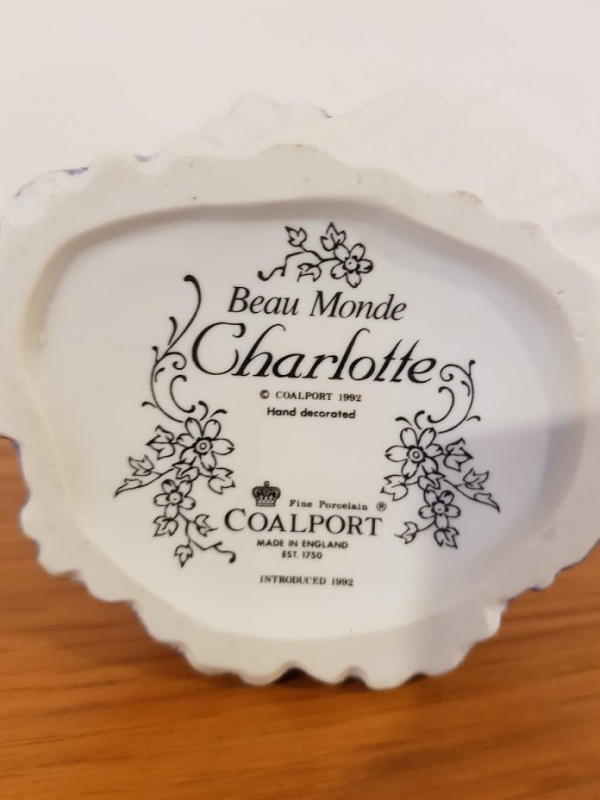 Beau Monde
Charlotte
© COALPORT 1992
Hand decorated
Fine Porcelain ®
COALPORT
MADE IN ENGLAND
EST. 1750
INTRODUCED 1992